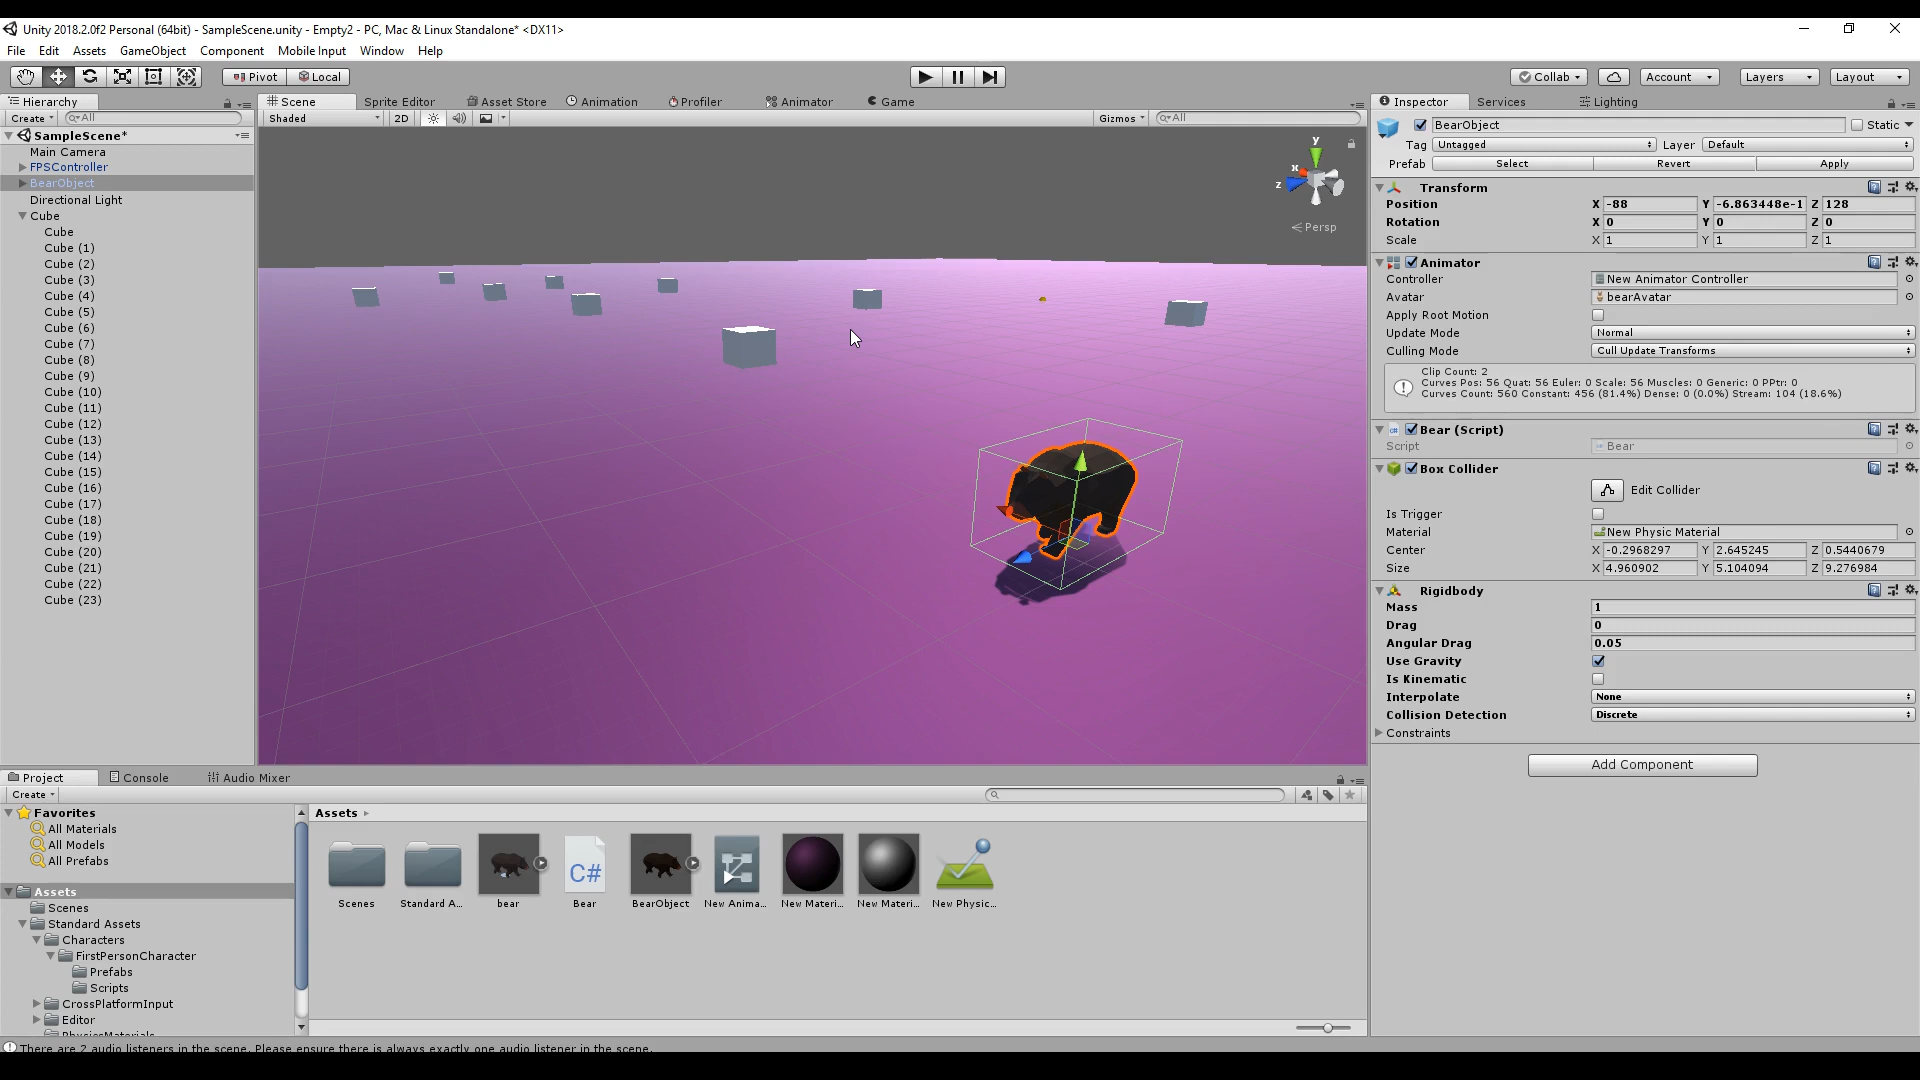 Unity 2018.2.0f2 Personal (64bit) - SampleScene.unity - Empty2 - PC, Mac & Linux Standalone* <DX11>
File Edit Assets GameObject Component Mobile Input Window Help
Pivot Local Collab Account Layers Layout
Hierarchy Scene Sprite Editor Asset Store Animation Profiler Animator Game Inspector Services Lighting
Create All Shaded 2D Gizmos All
SampleScene*
Main Camera
FPSController
BearObject
Directional Light
Cube
Cube
Cube (1)
Cube (2)
Cube (3)
Cube (4)
Cube (5)
Cube (6)
Cube (7)
Cube (8)
Cube (9)
Cube (10)
Cube (11)
Cube (12)
Cube (13)
Cube (14)
Cube (15)
Cube (16)
Cube (17)
Cube (18)
Cube (19)
Cube (20)
Cube (21)
Cube (22)
Cube (23)
y
x
z
Persp
BearObject Static
Tag Untagged Layer Default
Prefab Select Revert Apply
Transform
Position X -88 Y -6.863448e-1 Z 128
Rotation X 0 Y 0 Z 0
Scale X 1 Y 1 Z 1
Animator
Controller New Animator Controller
Avatar bearAvatar
Apply Root Motion
Update Mode Normal
Culling Mode Cull Update Transforms
Clip Count: 2
Curves Pos: 56 Quat: 56 Euler: 0 Scale: 56 Muscles: 0 Generic: 0 PPtr: 0
Curves Count: 560 Constant: 456 (81.4%) Dense: 0 (0.0%) Stream: 104 (18.6%)
Bear (Script)
Script Bear
Box Collider
Edit Collider
Is Trigger
Material New Physic Material
Center X -0.2968297 Y 2.645245 Z 0.5440679
Size X 4.960902 Y 5.104094 Z 9.276984
Rigidbody
Mass 1
Drag 0
Angular Drag 0.05
Use Gravity
Is Kinematic
Interpolate None
Collision Detection Discrete
Constraints
Add Component
Project Console Audio Mixer
Create
Favorites
All Materials
All Models
All Prefabs
Assets
Scenes
Standard Assets
Characters
FirstPersonCharacter
Prefabs
Scripts
CrossPlatformInput
Editor
PhysicsMaterials
Assets
C#
Scenes Standard A... bear Bear BearObject New Anima... New Materi... New Materi... New Physic...
There are 2 audio listeners in the scene. Please ensure there is always exactly one audio listener in the scene.